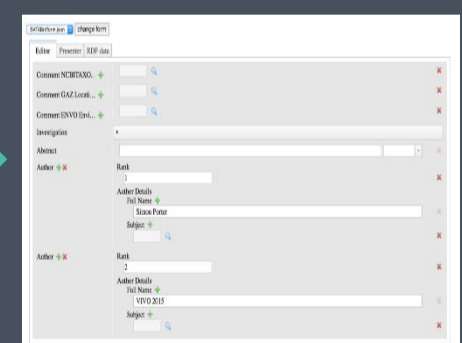 change form
Editor Presenter RDF data
Comment NCBITAXO...
Comment GAZ Locati...
Comment ENVO Envi...
Investigation
Abstract
Author Rank
1
Author Details
Full Name
Simon Porter
Subject
Author Rank
2
Author Details
Full Name
VIVO 2015
Subject